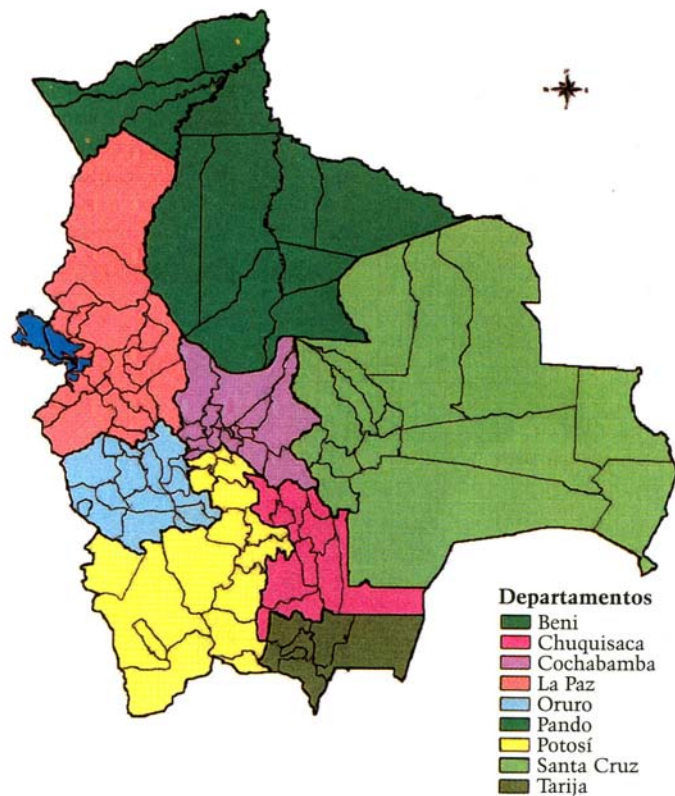 Departamentos
Beni
Chuquisaca
Cochabamba
La Paz
Oruro
Pando
Potosí
Santa Cruz
Tarija